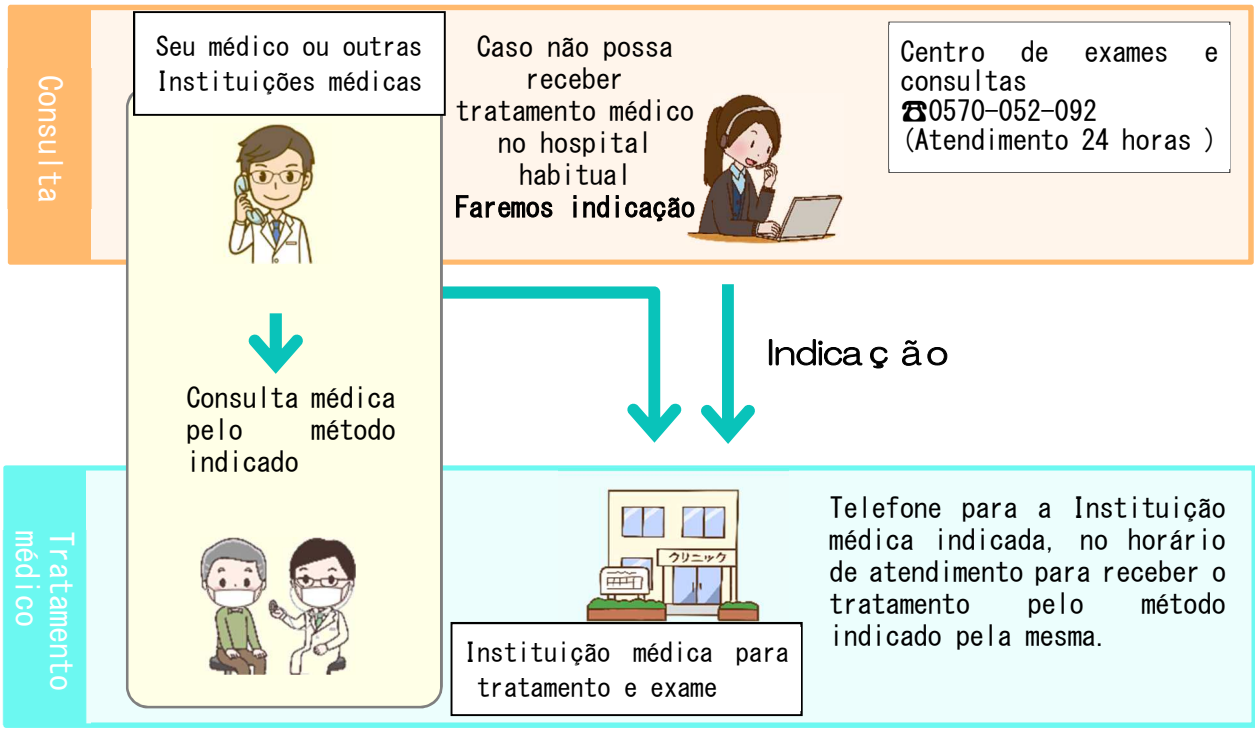 Consulta
Seu médico ou outras
Instituições médicas
Caso não possa
receber
tratamento médico
no hospital
habitual
Faremos indicação
Centro de exames e
consultas
☎0570-052-092
(Atendimento 24 horas )
Indicação
Consulta médica
pelo método
indicado
Tratamento
médico
クリニック
Instituição médica para
tratamento e exame
Telefone para a Instituição
médica indicada, no horário
de atendimento para receber o
tratamento pelo método
indicado pela mesma.